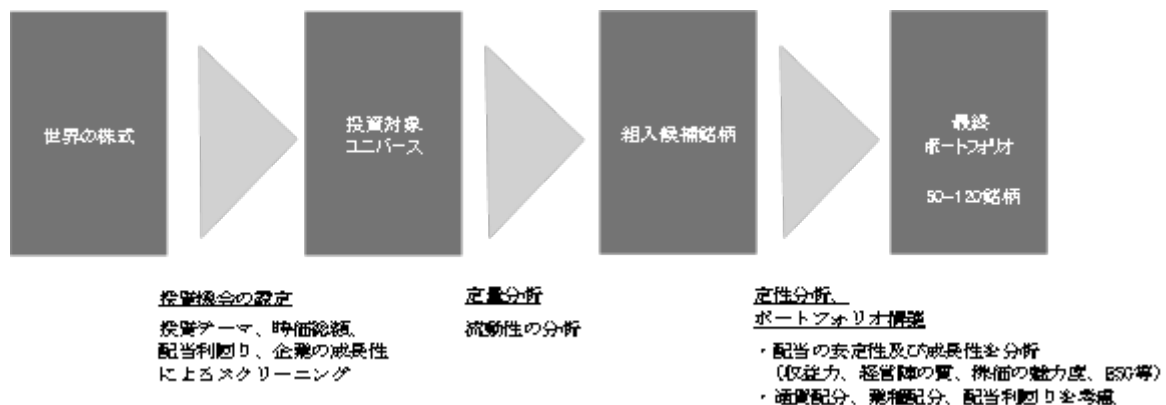 世界の株式
投資対象
ユニバース
組入候補銘柄
最終
ポートフォリオ
50-120銘柄
投資機会の設定
投資テーマ、時価総額、
配当利回り、企業の成長性
によるスクリーニング
定量分析
流動性の分析
定性分析、
ポートフォリオ構築
・配当の安定性及び成長性を分析
（収益力、経営陣の質、株価の魅力度、ESG等）
・通貨配分、業種配分、配当利回りを考慮